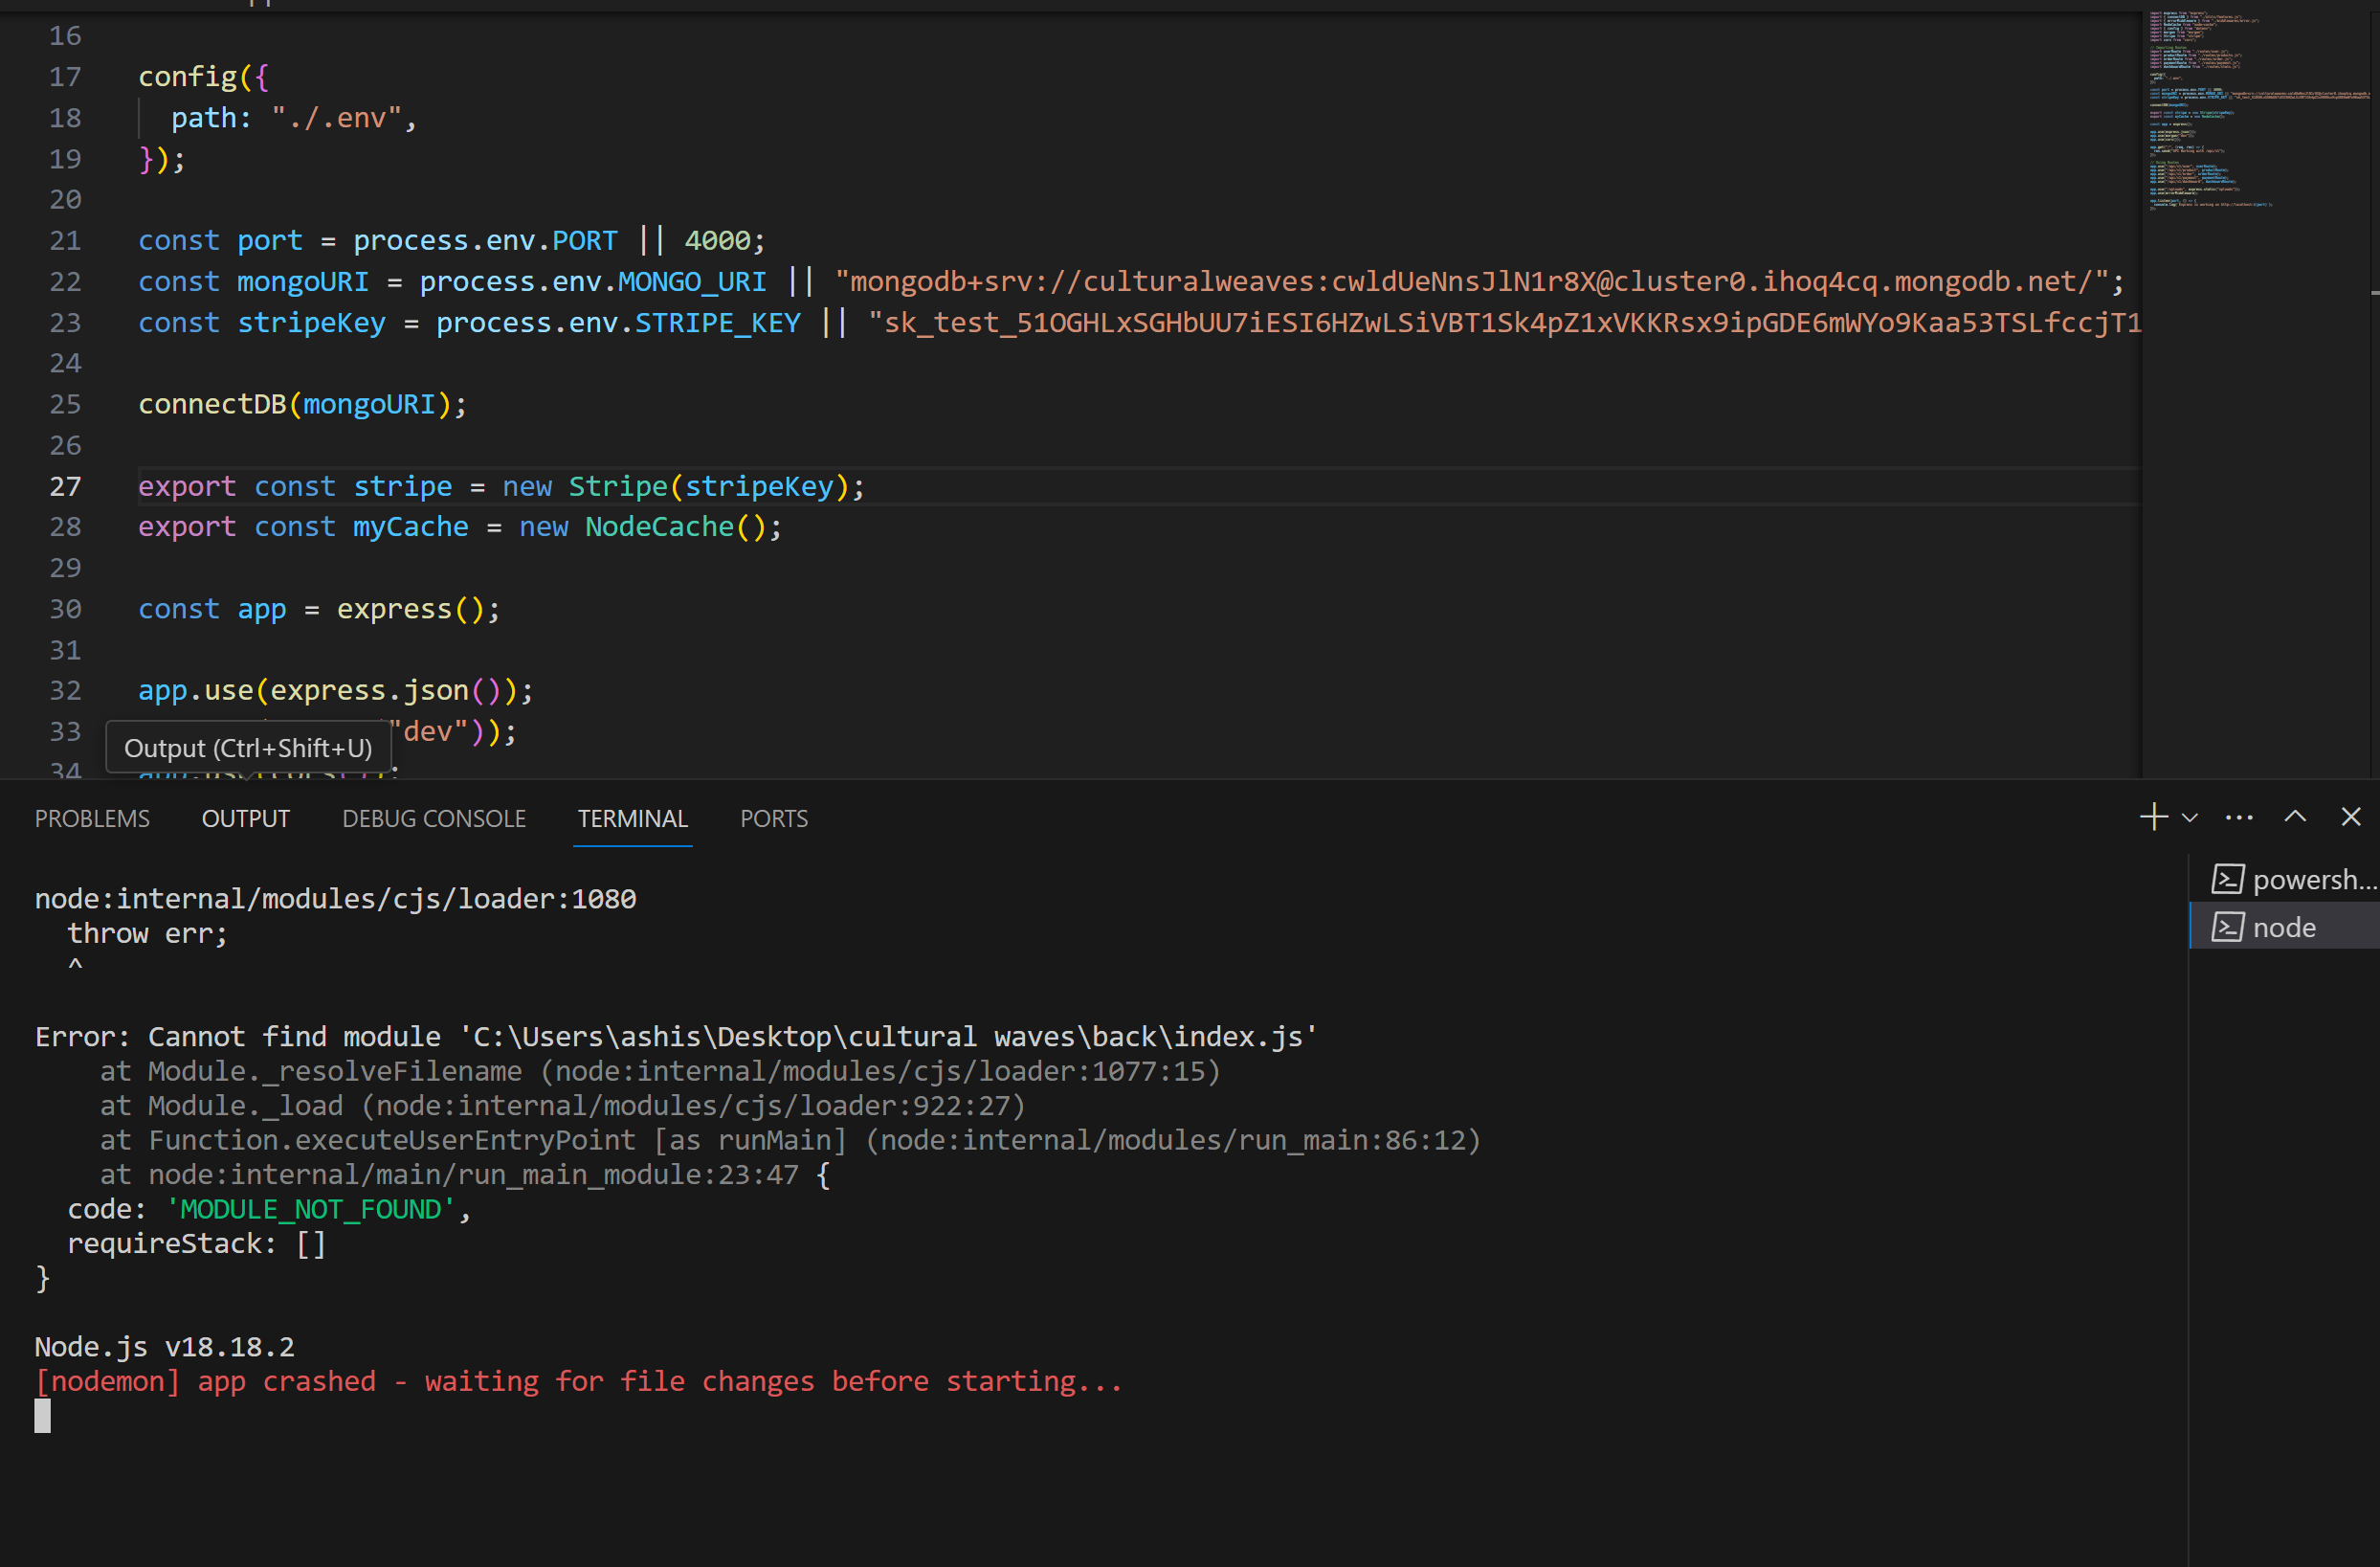 16
17 config({
18 path: "./.env",
19 });
20
21 const port = process.env.PORT || 4000;
22 const mongoURI = process.env.MONGO_URI || "mongodb+srv://culturalweaves:cwldUeNnsJlN1r8X@cluster0.ihoq4cq.mongodb.net/";
23 const stripeKey = process.env.STRIPE_KEY || "sk_test_51OGHLxSGHbUU7iESI6HZwLSiVBT1Sk4pZ1xVKKRsx9ipGDE6mWYo9Kaa53TSLfccjT1
24
25 connectDB(mongoURI);
26
27 export const stripe = new Stripe(stripeKey);
28 export const myCache = new NodeCache();
29
30 const app = express();
31
32 app.use(express.json());
33 "dev"));
Output (Ctrl+Shift+U)
34 app.use(cors());
PROBLEMS OUTPUT DEBUG CONSOLE TERMINAL PORTS
powersh...
node
node:internal/modules/cjs/loader:1080
throw err;
^
Error: Cannot find module 'C:\Users\ashis\Desktop\cultural waves\back\index.js'
at Module._resolveFilename (node:internal/modules/cjs/loader:1077:15)
at Module._load (node:internal/modules/cjs/loader:922:27)
at Function.executeUserEntryPoint [as runMain] (node:internal/modules/run_main:86:12)
at node:internal/main/run_main_module:23:47 {
code: 'MODULE_NOT_FOUND',
requireStack: []
}
Node.js v18.18.2
[nodemon] app crashed - waiting for file changes before starting...